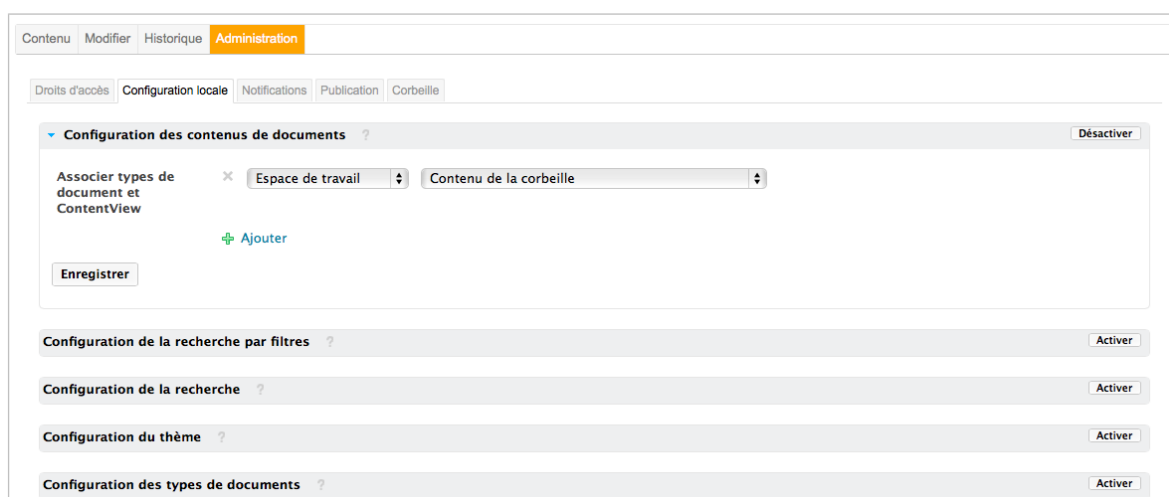 Contenu Modifier Historique Administration
Droits d'accès Configuration locale Notifications Publication Corbeille
Configuration des contenus de documents ? Désactiver
Associer types de document et ContentView
Espace de travail Contenu de la corbeille
Ajouter
Enregistrer
Configuration de la recherche par filtres ? Activer
Configuration de la recherche ? Activer
Configuration du thème ? Activer
Configuration des types de documents ? Activer